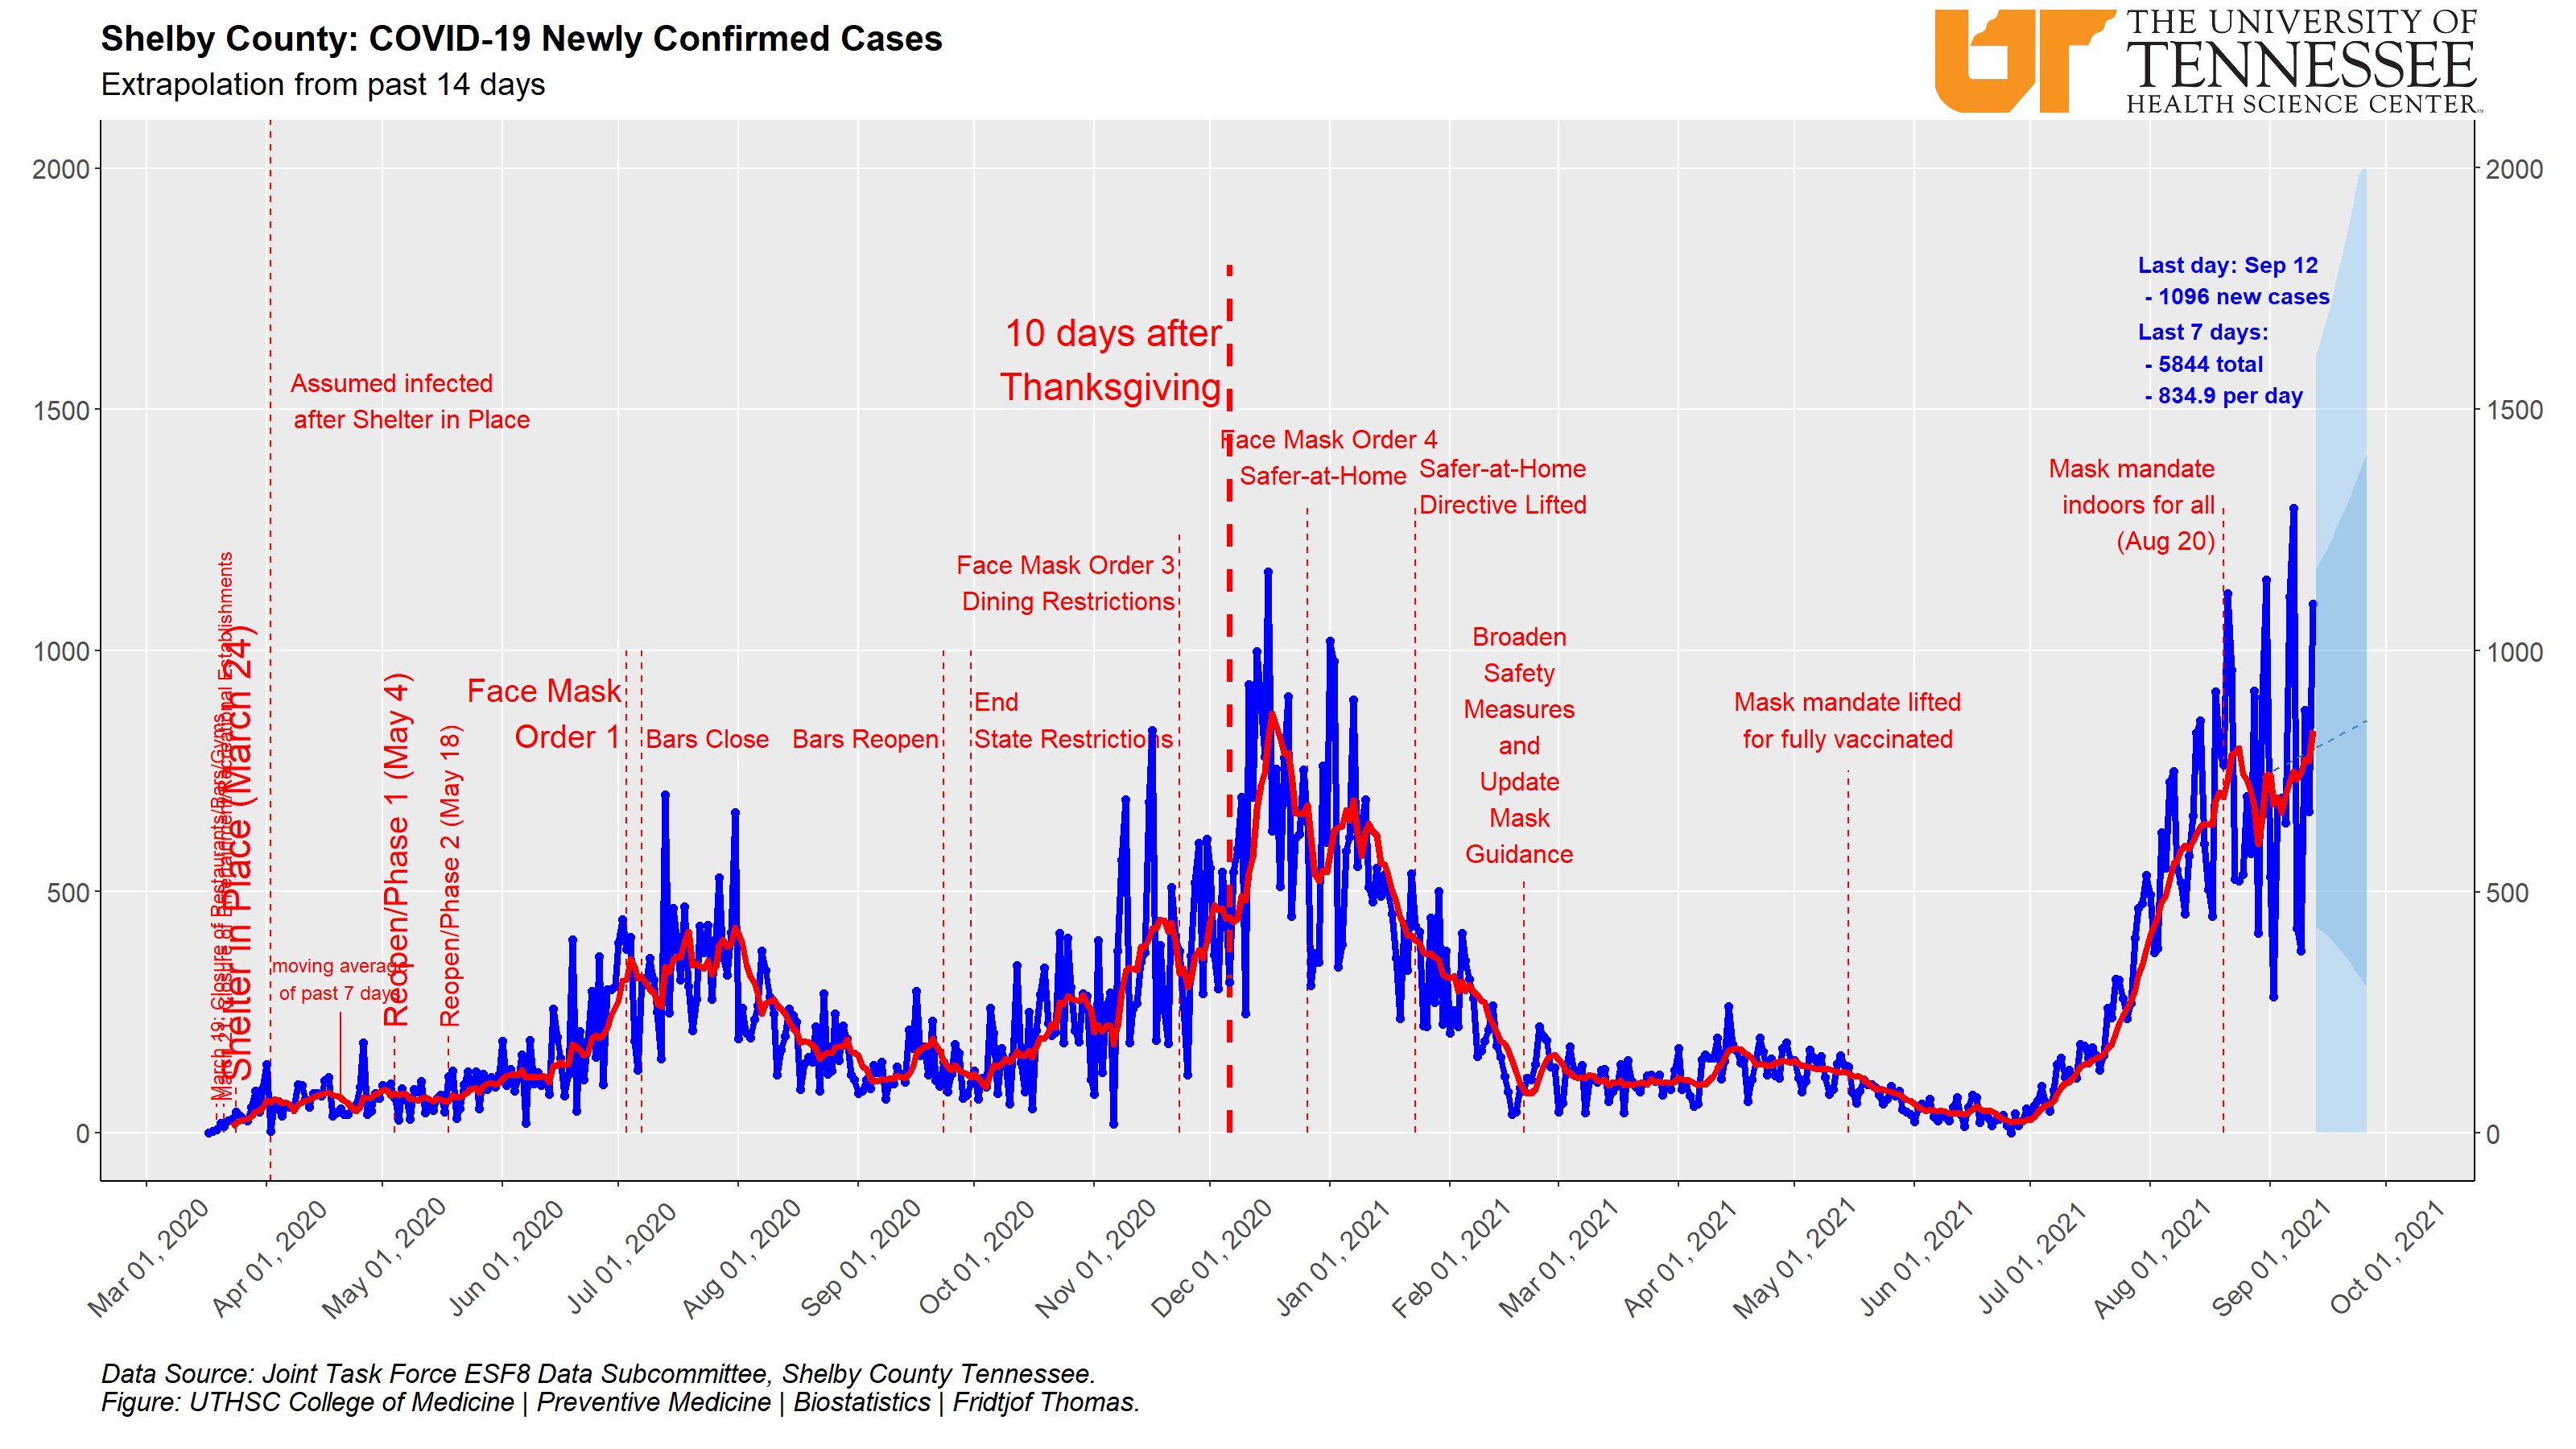 Shelby County: COVID-19 Newly Confirmed Cases
Extrapolation from past 14 days
THE UNIVERSITY OF
TENNESSEE
HEALTH SCIENCE CENTER
2000
1500
1000
500
0
2000
1500
1000
500
0
March 19: Closure of Restaurants/Bars/Gyms
Shelter in Place (March 24)
Assumed infected
after Shelter in Place
moving average
of past 7 days
Reopen/Phase 1 (May 4)
Reopen/Phase 2 (May 18)
Face Mask
Order 1
Bars Close
Bars Reopen
End
State Restrictions
Face Mask Order 3
Dining Restrictions
10 days after
Thanksgiving
Face Mask Order 4
Safer-at-Home
Safer-at-Home
Directive Lifted
Broaden
Safety
Measures
and
Update
Mask
Guidance
Mask mandate lifted
for fully vaccinated
Mask mandate
indoors for all
(Aug 20)
Last day: Sep 12
- 1096 new cases
Last 7 days:
- 5844 total
- 834.9 per day
Mar 01, 2020
Apr 01, 2020
May 01, 2020
Jun 01, 2020
Jul 01, 2020
Aug 01, 2020
Sep 01, 2020
Oct 01, 2020
Nov 01, 2020
Dec 01, 2020
Jan 01, 2021
Feb 01, 2021
Mar 01, 2021
Apr 01, 2021
May 01, 2021
Jun 01, 2021
Jul 01, 2021
Aug 01, 2021
Sep 01, 2021
Oct 01, 2021
Data Source: Joint Task Force ESF8 Data Subcommittee, Shelby County Tennessee.
Figure: UTHSC College of Medicine | Preventive Medicine | Biostatistics | Fridtjof Thomas.